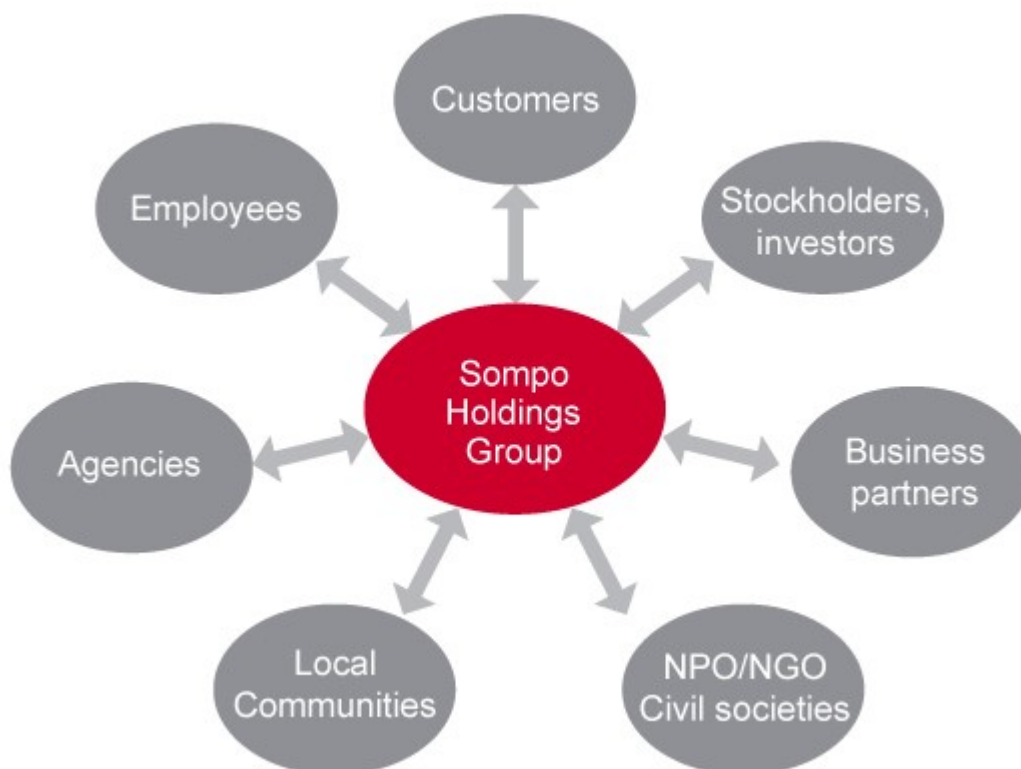 Customers
Employees
Stockholders,
investors
Sompo
Holdings
Group
Agencies
Business
partners
Local
Communities
NPO/NGO
Civil societies